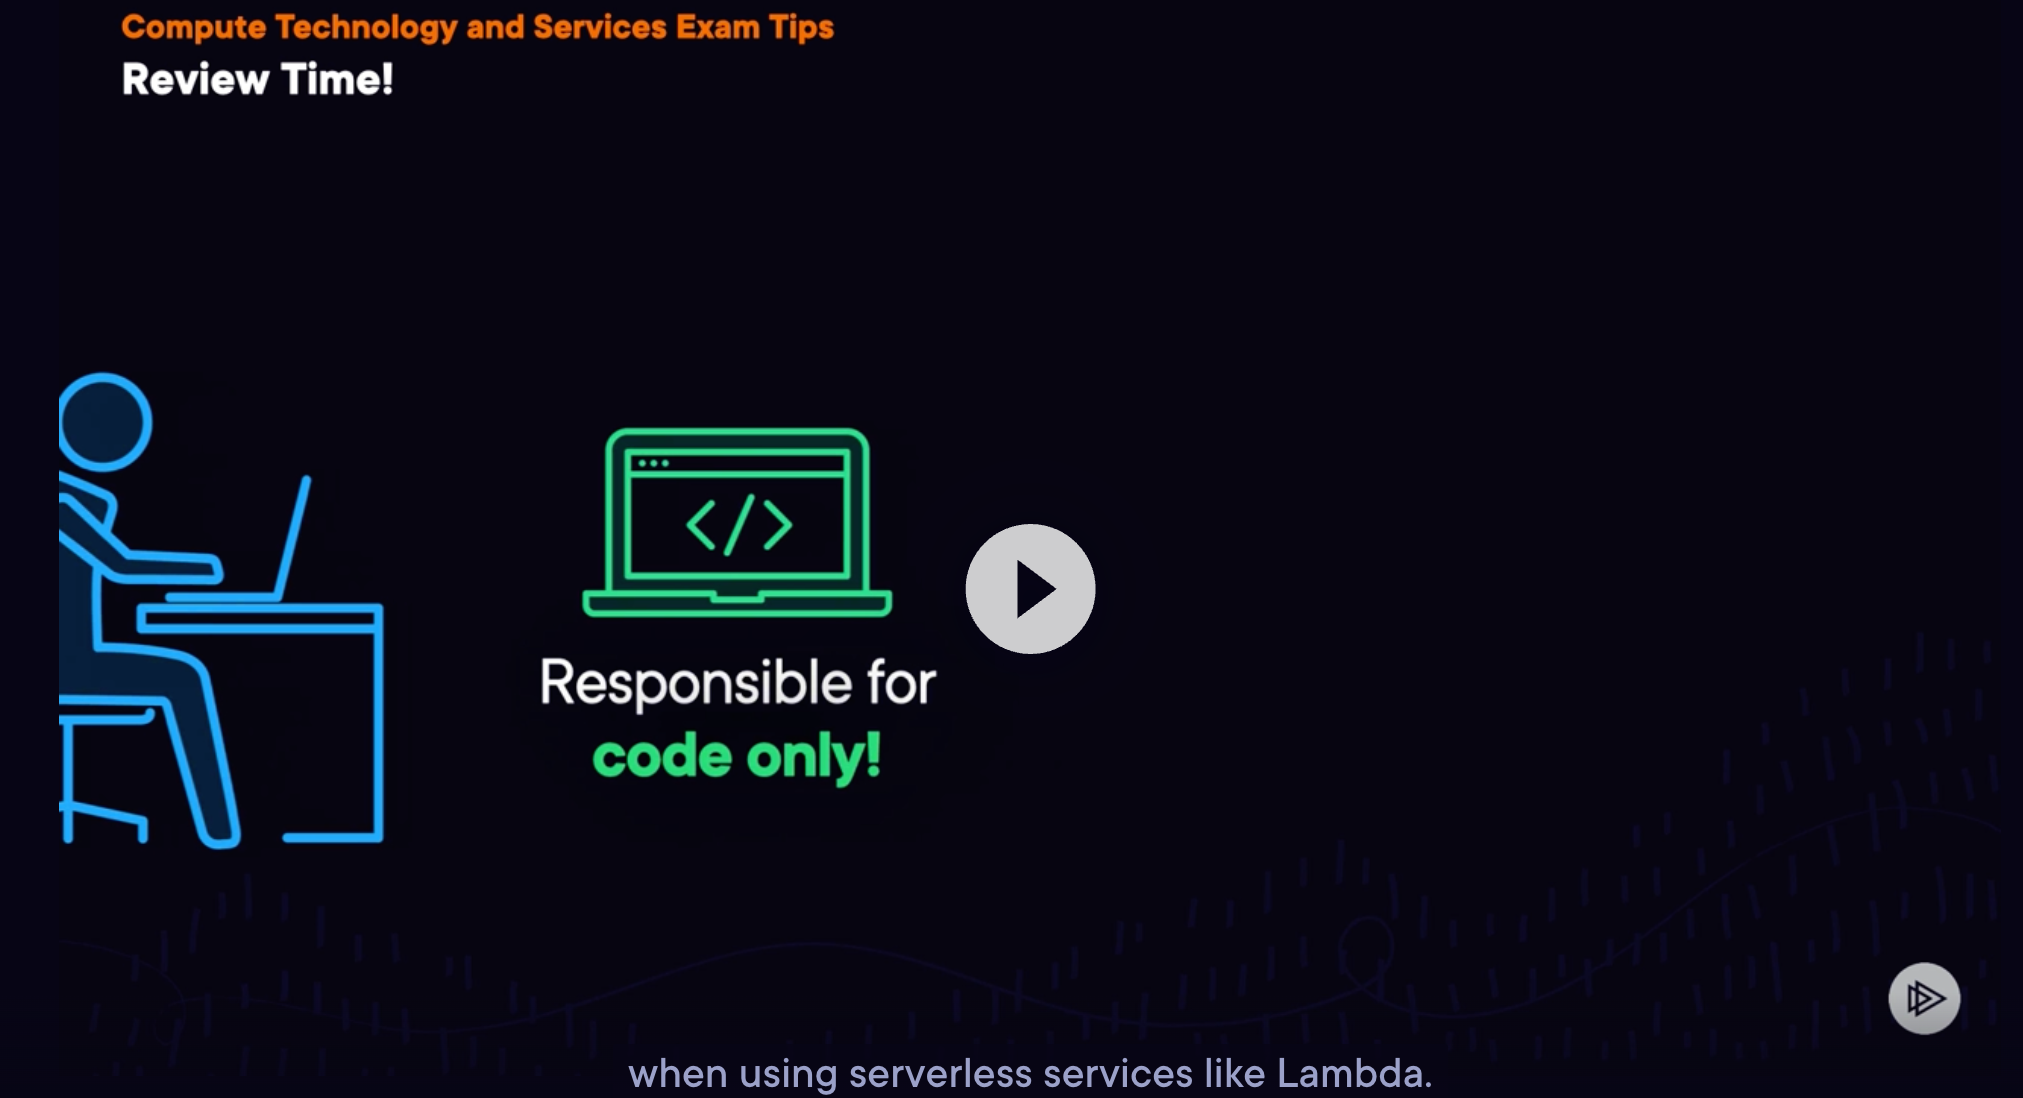 Compute Technology and Services Exam Tips
Review Time!
</>
Responsible for
code only!
when using serverless services like Lambda.